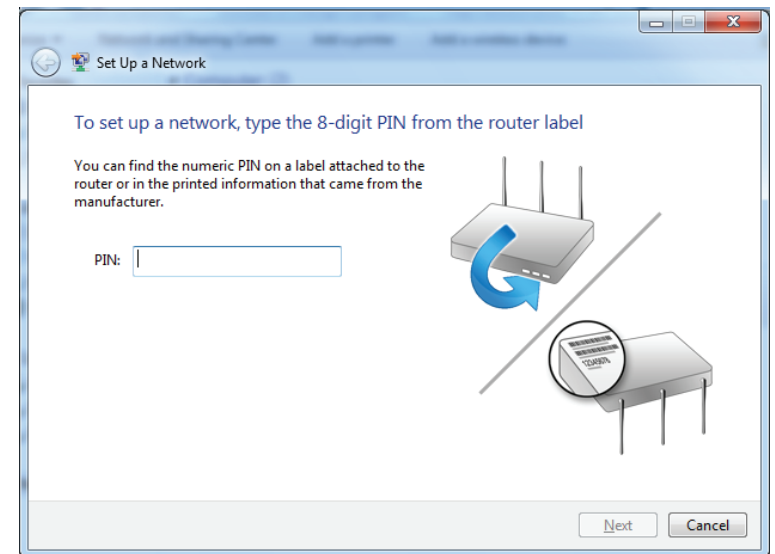 Set Up a Network
To set up a network, type the 8-digit PIN from the router label
You can find the numeric PIN on a label attached to the
router or in the printed information that came from the
manufacturer.
PIN:
12345678
Next
Cancel